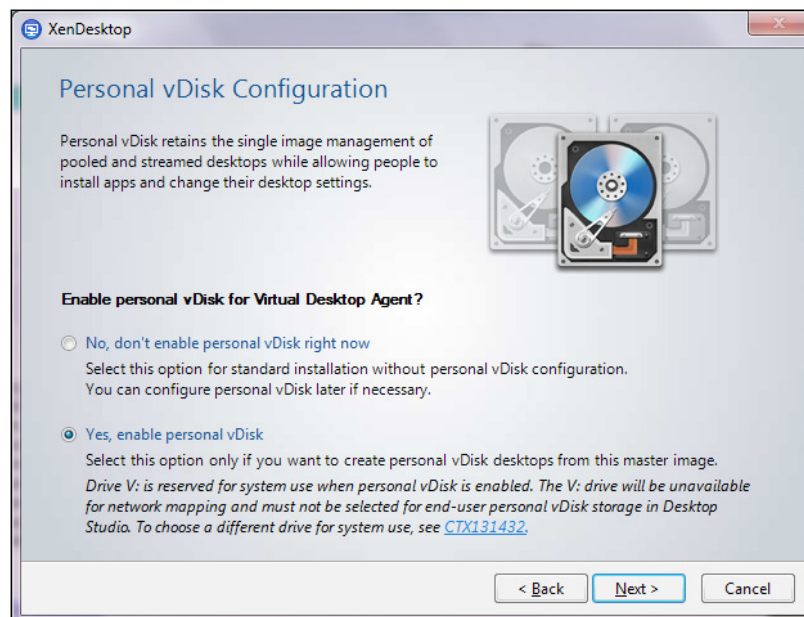 XenDesktop
Personal vDisk Configuration
Personal vDisk retains the single image management of
pooled and streamed desktops while allowing people to
install apps and change their desktop settings.
Enable personal vDisk for Virtual Desktop Agent?
No, don't enable personal vDisk right now
Select this option for standard installation without personal vDisk configuration.
You can configure personal vDisk later if necessary.
Yes, enable personal vDisk
Select this option only if you want to create personal vDisk desktops from this master image.
Drive V: is reserved for system use when personal vDisk is enabled. The V: drive will be unavailable
for network mapping and must not be selected for end-user personal vDisk storage in Desktop
Studio. To choose a different drive for system use, see CTX131432.
< Back Next > Cancel